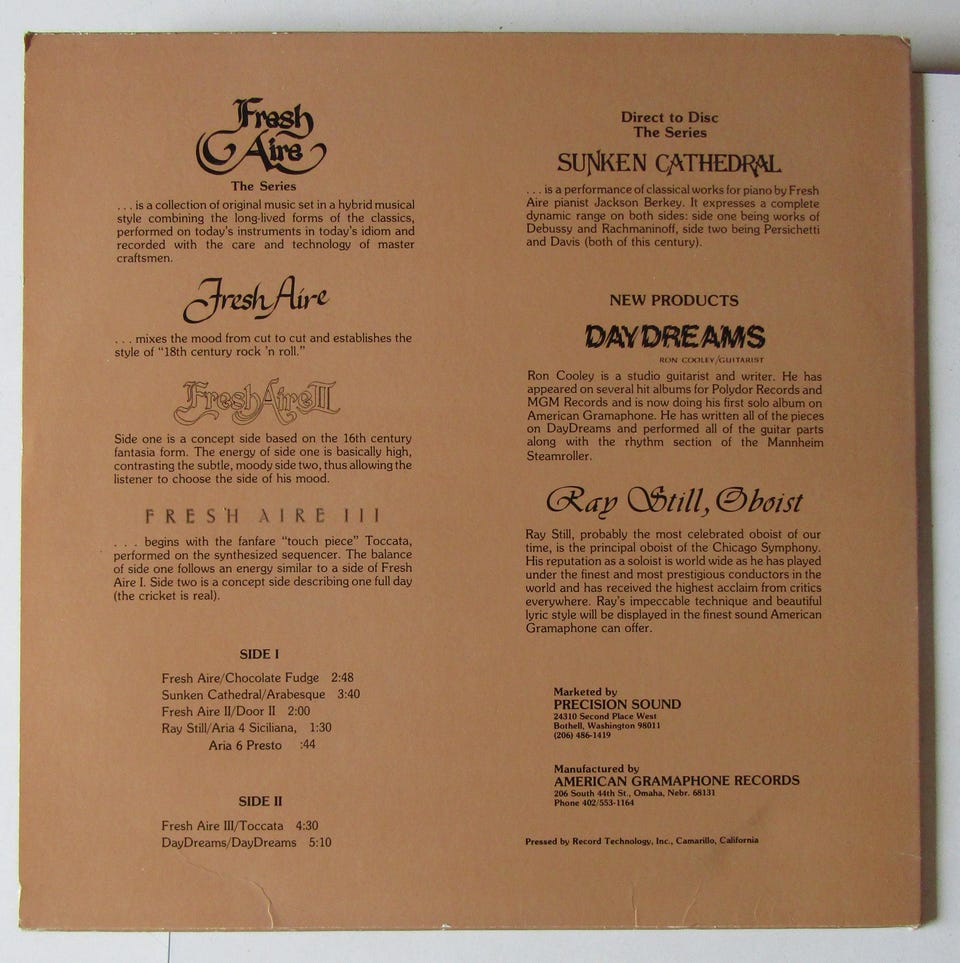 Fresh
Aire
The Series
. . . is a collection of original music set in a hybrid musical
style combining the long-lived forms of the classics,
performed on today's instruments in today's idiom and
recorded with the care and technology of master
craftsmen.
Fresh Aire
. . . mixes the mood from cut to cut and establishes the
style of “18th century rock 'n roll.”
Fresh Aire II
Side one is a concept side based on the 16th century
fantasia form. The energy of side one is basically high,
contrasting the subtle, moody side two, thus allowing the
listener to choose the side of his mood.
FRESH AIRE III
. . . begins with the fanfare “touch piece” Toccata,
performed on the synthesized sequencer. The balance
of side one follows an energy similar to a side of Fresh
Aire I. Side two is a concept side describing one full day
(the cricket is real).
SIDE I
Fresh Aire/Chocolate Fudge 2:48
Sunken Cathedral/Arabesque 3:40
Fresh Aire II/Door II 2:00
Ray Still/Aria 4 Siciliana, 1:30
Aria 6 Presto :44
SIDE II
Fresh Aire III/Toccata 4:30
DayDreams/DayDreams 5:10
Direct to Disc
The Series
SUNKEN CATHEDRAL
. . . is a performance of classical works for piano by Fresh
Aire pianist Jackson Berkey. It expresses a complete
dynamic range on both sides: side one being works of
Debussy and Rachmaninoff, side two being Persichetti
and Davis (both of this century).
NEW PRODUCTS
DAYDREAMS
RON COOLEY/GUITARIST
Ron Cooley is a studio guitarist and writer. He has
appeared on several hit albums for Polydor Records and
MGM Records and is now doing his first solo album on
American Gramaphone. He has written all of the pieces
on DayDreams and performed all of the guitar parts
along with the rhythm section of the Mannheim
Steamroller.
Ray Still, Oboist
Ray Still, probably the most celebrated oboist of our
time, is the principal oboist of the Chicago Symphony.
His reputation as a soloist is world wide as he has played
under the finest and most prestigious conductors in the
world and has received the highest acclaim from critics
everywhere. Ray's impeccable technique and beautiful
lyric style will be displayed in the finest sound American
Gramaphone can offer.
Marketed by
PRECISION SOUND
24310 Second Place West
Bothell, Washington 98011
(206) 486-1419
Manufactured by
AMERICAN GRAMAPHONE RECORDS
206 South 44th St., Omaha, Nebr. 68131
Phone 402/553-1164
Pressed by Record Technology, Inc., Camarillo, California